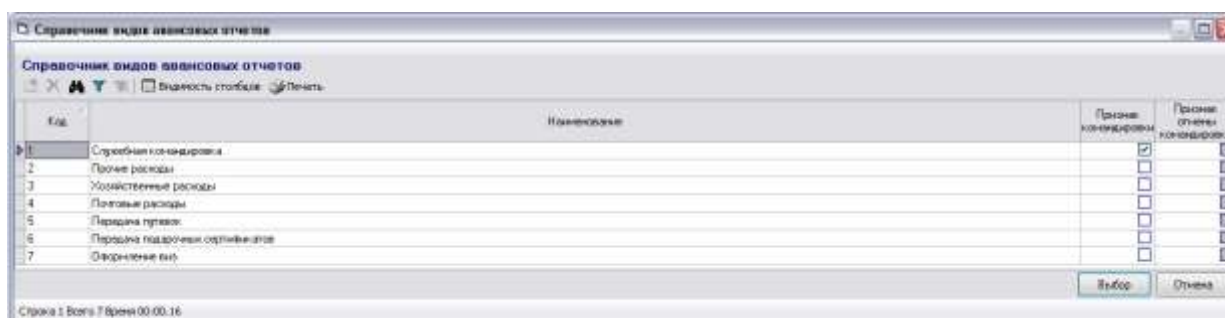 Справочник видов авансовых отчетов
Справочник видов авансовых отчетов
Видимость столбцов Печать
Код Наименование Признак командировки Признак отмены командировки
1 Служебная командировка
2 Прочие расходы
3 Хозяйственные расходы
4 Почтовые расходы
5 Передача путевок
6 Передача подарочных сертификатов
7 Оформление виз
Выбор Отмена
Строка 1 Всего 7 Время 00:00.16